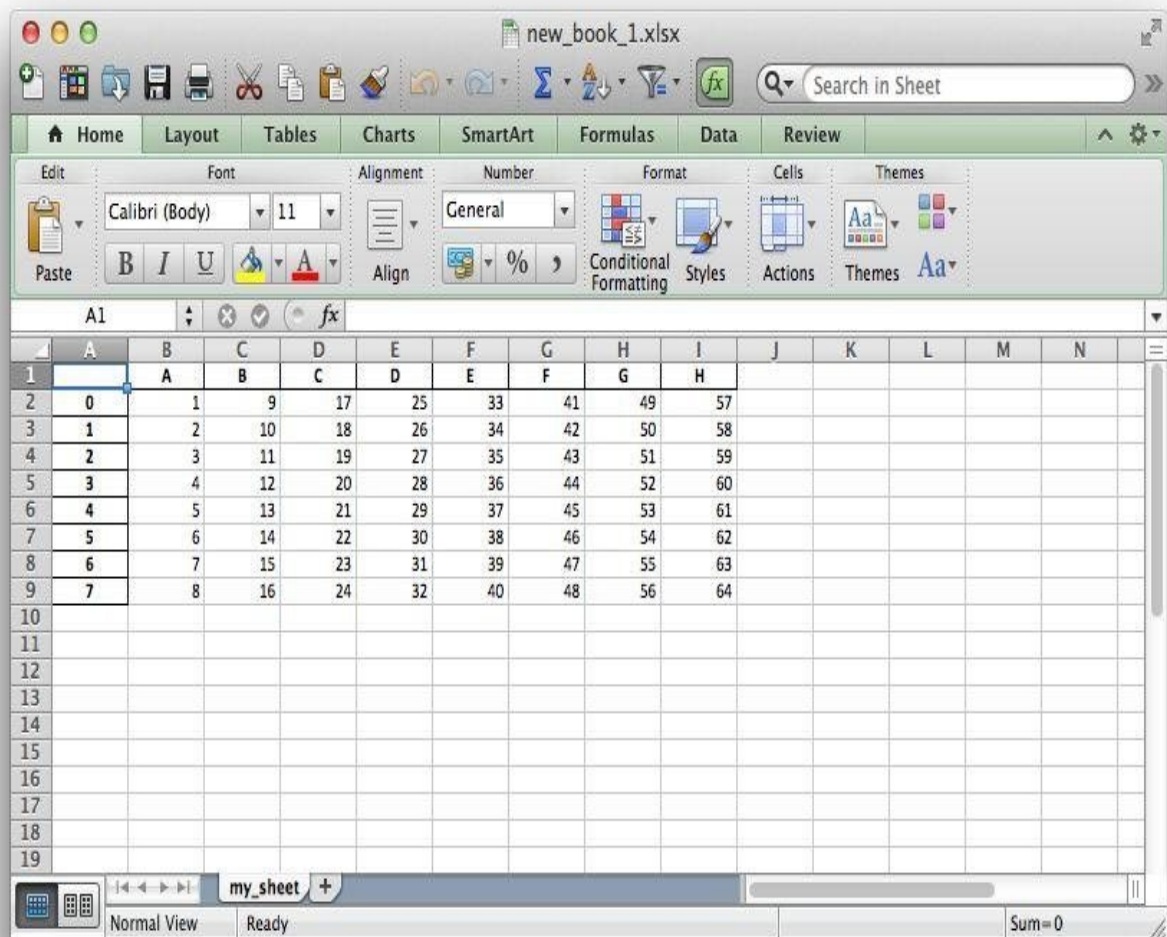 new_book_1.xlsx
Search in Sheet
Home Layout Tables Charts SmartArt Formulas Data Review
Edit Font Alignment Number Format Cells Themes
Calibri (Body) 11 General Aa
B I U A % , Conditional Formatting
Paste Align Styles Actions Themes Aa
A1 fx
A B C D E F G H I J K L M N
1 A B C D E F G H
2 0 1 9 17 25 33 41 49 57
3 1 2 10 18 26 34 42 50 58
4 2 3 11 19 27 35 43 51 59
5 3 4 12 20 28 36 44 52 60
6 4 5 13 21 29 37 45 53 61
7 5 6 14 22 30 38 46 54 62
8 6 7 15 23 31 39 47 55 63
9 7 8 16 24 32 40 48 56 64
10
11
12
13
14
15
16
17
18
19
my_sheet +
Normal View Ready Sum=0